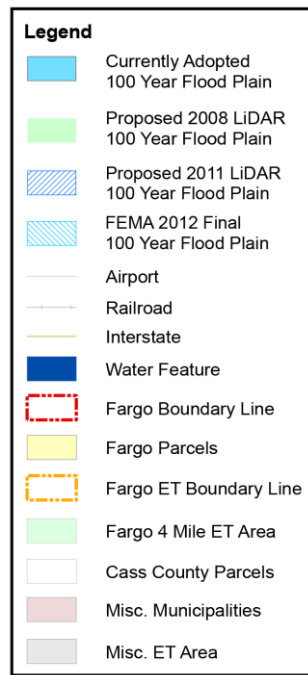 Legend
Currently Adopted
100 Year Flood Plain
Proposed 2008 LiDAR
100 Year Flood Plain
Proposed 2011 LiDAR
100 Year Flood Plain
FEMA 2012 Final
100 Year Flood Plain
Airport
Railroad
Interstate
Water Feature
Fargo Boundary Line
Fargo Parcels
Fargo ET Boundary Line
Fargo 4 Mile ET Area
Cass County Parcels
Misc. Municipalities
Misc. ET Area